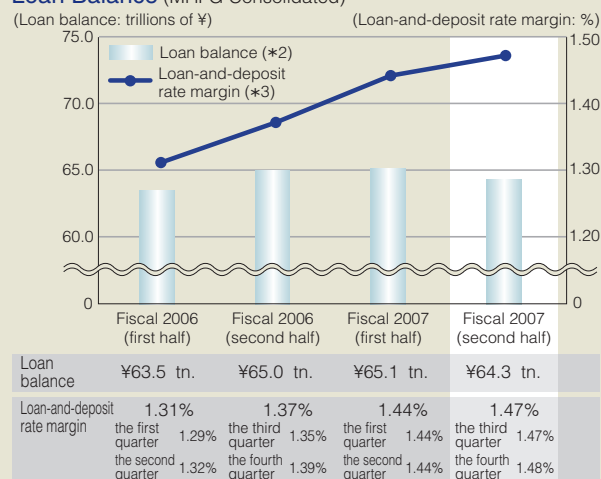 Loan Balance (MHFG Consolidated)
(Loan balance: trillions of ¥) (Loan-and-deposit rate margin: %)
75.0 1.50
Loan balance (*2)
Loan-and-deposit
rate margin (*3)
70.0 1.40
65.0 1.30
60.0 1.20
0 0
Fiscal 2006 Fiscal 2006 Fiscal 2007 Fiscal 2007
(first half) (second half) (first half) (second half)
Loan
balance ¥63.5 tn. ¥65.0 tn. ¥65.1 tn. ¥64.3 tn.
Loan-and-deposit 1.31% 1.37% 1.44% 1.47%
rate margin
the first the third the first the third
quarter 1.29% quarter 1.35% quarter 1.44% quarter 1.47%
the second the fourth the second the fourth
quarter 1.32% quarter 1.39% quarter 1.44% quarter 1.48%